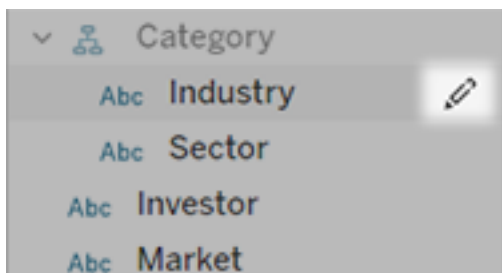 Category
Abc Industry
Abc Sector
Abc Investor
Abc Market